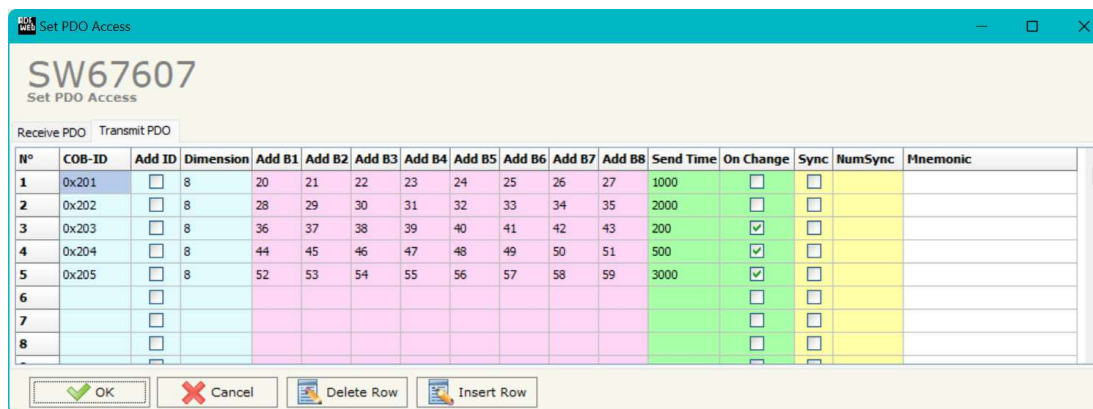 ADF WEB Set PDO Access
SW67607
Set PDO Access
Receive PDO Transmit PDO
N° COB-ID Add ID Dimension Add B1 Add B2 Add B3 Add B4 Add B5 Add B6 Add B7 Add B8 Send Time On Change Sync NumSync Mnemonic
1 0x201 8 20 21 22 23 24 25 26 27 1000
2 0x202 8 28 29 30 31 32 33 34 35 2000
3 0x203 8 36 37 38 39 40 41 42 43 200
4 0x204 8 44 45 46 47 48 49 50 51 500
5 0x205 8 52 53 54 55 56 57 58 59 3000
6
7
8
OK Cancel Delete Row Insert Row